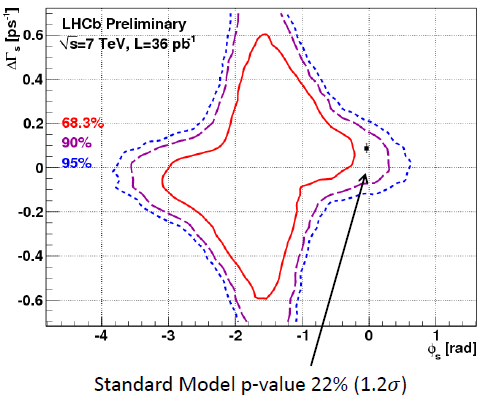 LHCb Preliminary
√s=7 TeV, L=36 pb⁻¹
ΔΓₛ [ps⁻¹]
68.3%
90%
95%
0.6
0.4
0.2
0
-0.2
-0.4
-0.6
-4 -3 -2 -1 0 1
ϕₛ [rad]
Standard Model p-value 22% (1.2σ)